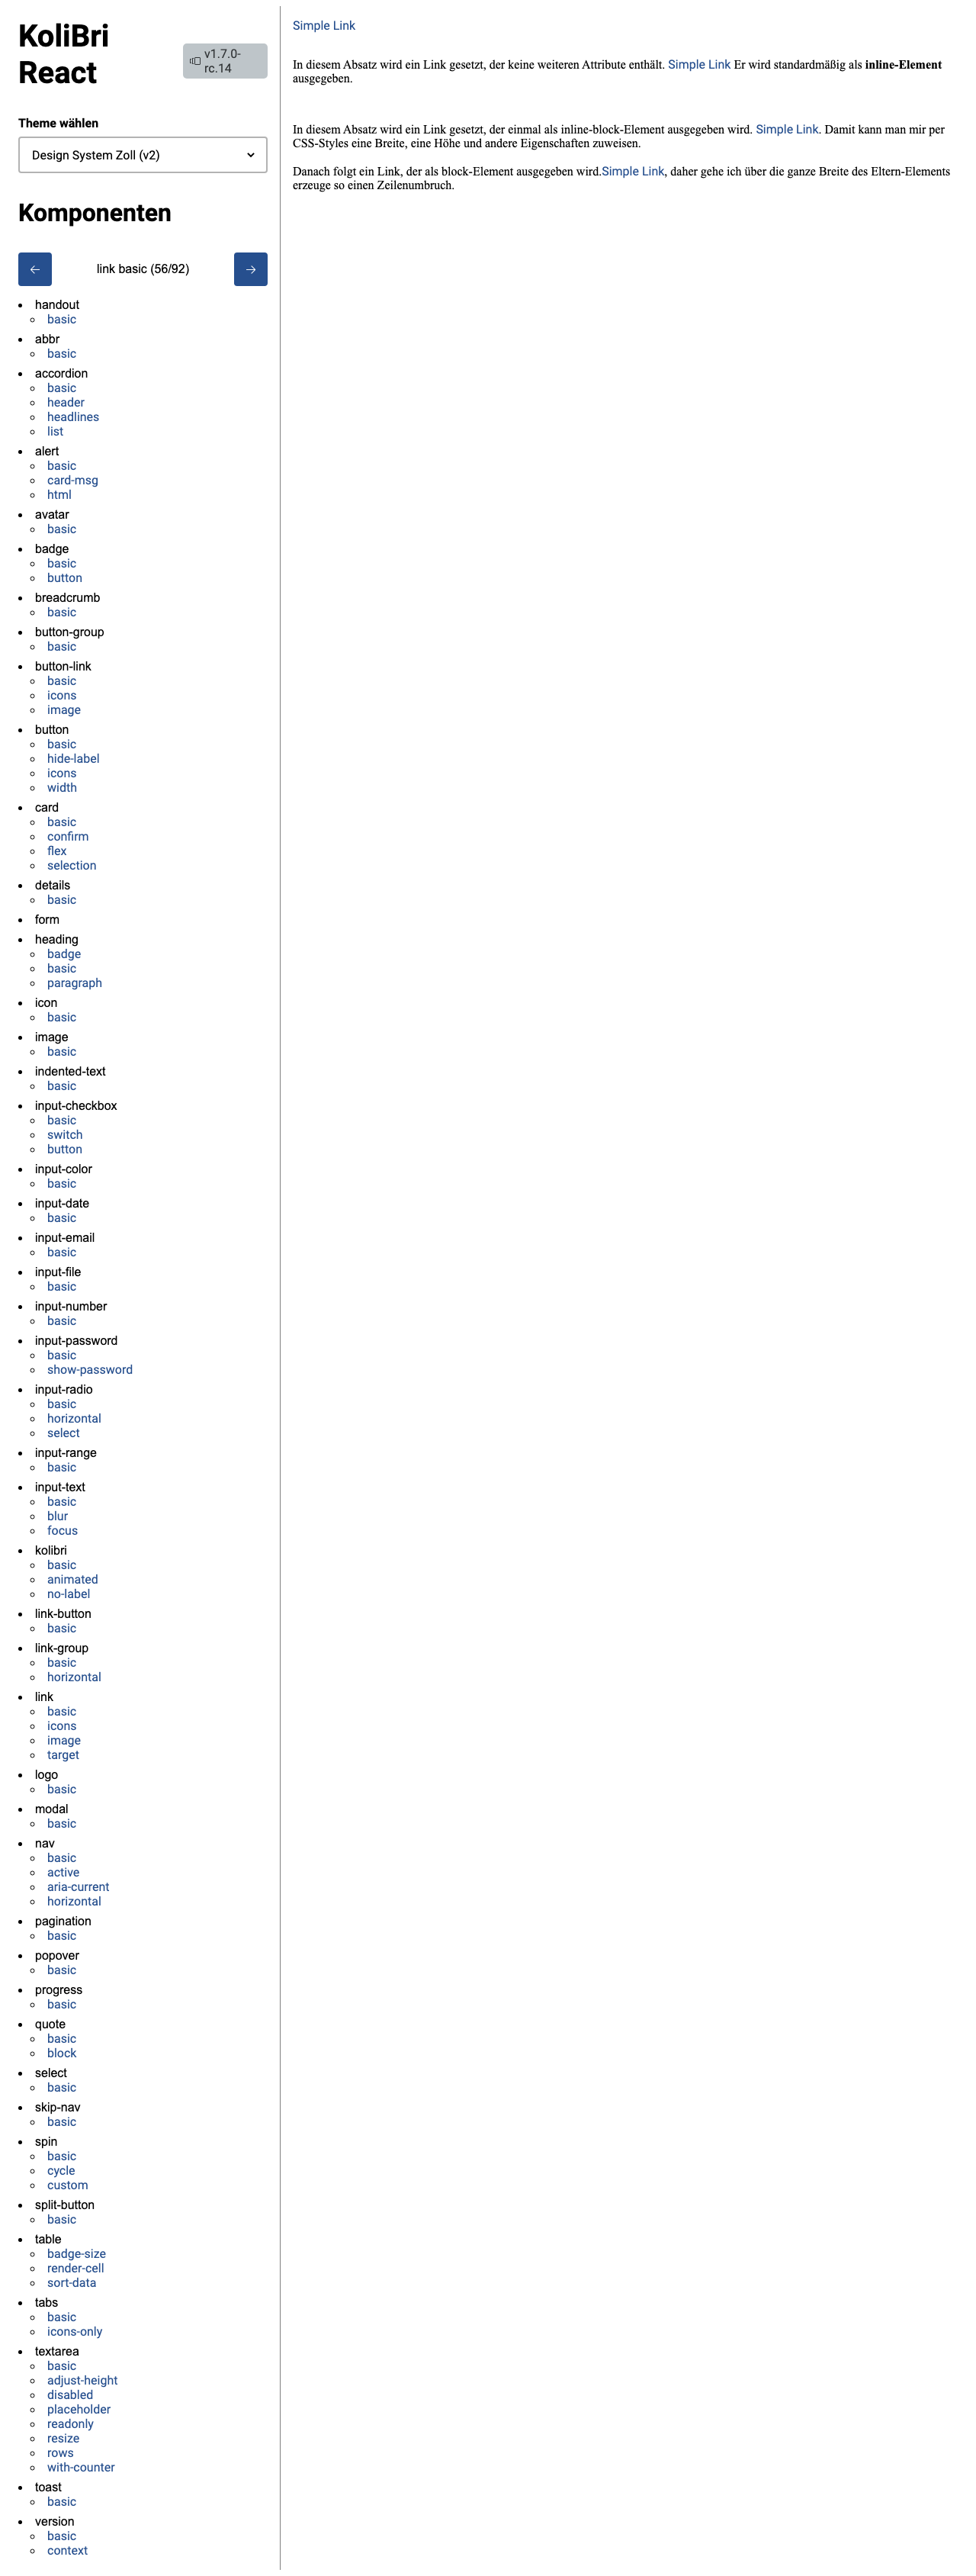 KoliBri
React
v1.7.0-
rc.14
Theme wählen
Design System Zoll (v2)
Komponenten
link basic (56/92)
handout
basic
abbr
basic
accordion
basic
header
headlines
list
alert
basic
card-msg
html
avatar
basic
badge
basic
button
breadcrumb
basic
button-group
basic
button-link
basic
icons
image
button
basic
hide-label
icons
width
card
basic
confirm
flex
selection
details
basic
form
heading
badge
basic
paragraph
icon
basic
image
basic
indented-text
basic
input-checkbox
basic
switch
button
input-color
basic
input-date
basic
input-email
basic
input-file
basic
input-number
basic
input-password
basic
show-password
input-radio
basic
horizontal
select
input-range
basic
input-text
basic
blur
focus
kolibri
basic
animated
no-label
link-button
basic
link-group
basic
horizontal
link
basic
icons
image
target
logo
basic
modal
basic
nav
basic
active
aria-current
horizontal
pagination
basic
popover
basic
progress
basic
quote
basic
block
select
basic
skip-nav
basic
spin
basic
cycle
custom
split-button
basic
table
badge-size
render-cell
sort-data
tabs
basic
icons-only
textarea
basic
adjust-height
disabled
placeholder
readonly
resize
rows
with-counter
toast
basic
version
basic
context
Simple Link
In diesem Absatz wird ein Link gesetzt, der keine weiteren Attribute enthält. Simple Link Er wird standardmäßig als inline-Element
ausgegeben.
In diesem Absatz wird ein Link gesetzt, der einmal als inline-block-Element ausgegeben wird. Simple Link. Damit kann man mir per
CSS-Styles eine Breite, eine Höhe und andere Eigenschaften zuweisen.
Danach folgt ein Link, der als block-Element ausgegeben wird.Simple Link, daher gehe ich über die ganze Breite des Eltern-Elements
erzeuge so einen Zeilenumbruch.